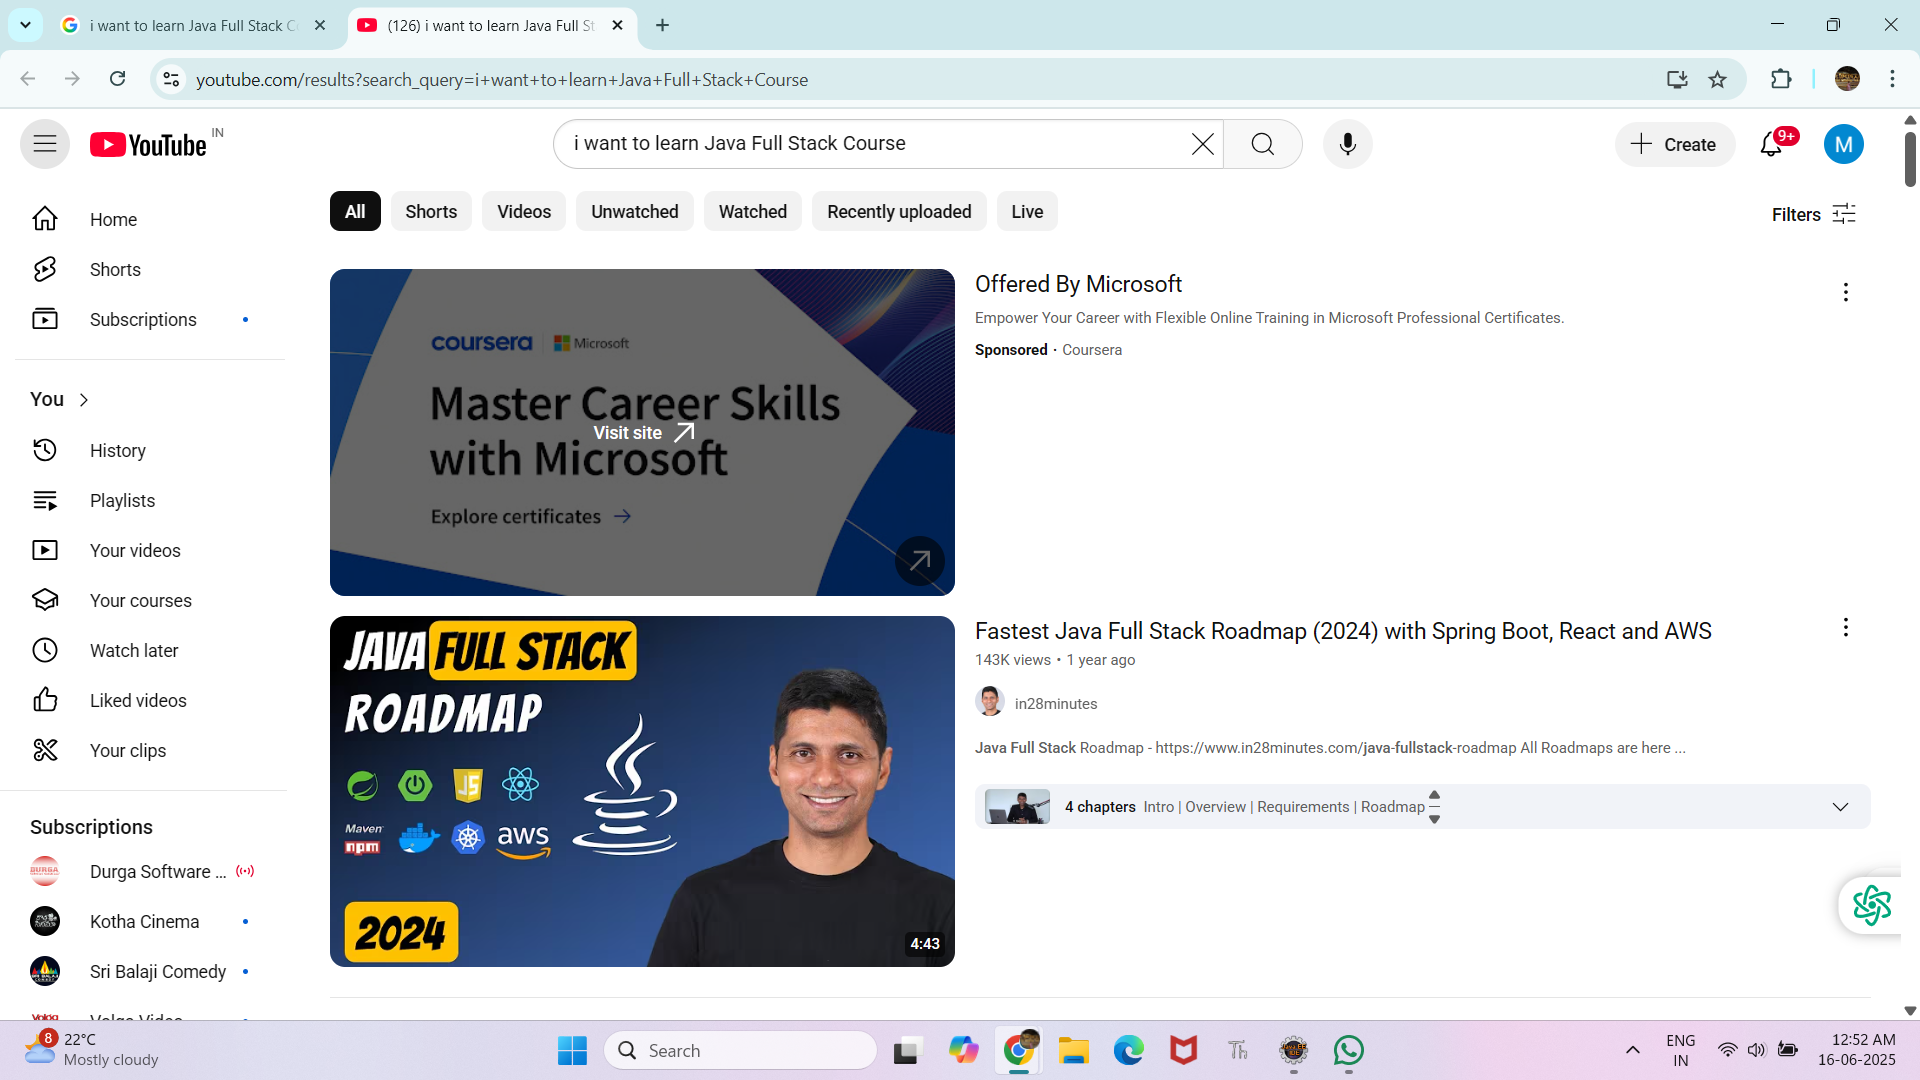 i want to learn Java Full Stack C
(126) i want to learn Java Full St
youtube.com/results?search_query=i+want+to+learn+Java+Full+Stack+Course
YouTube IN
i want to learn Java Full Stack Course
Create
9+
M
Home
Shorts
Subscriptions
You
History
Playlists
Your videos
Your courses
Watch later
Liked videos
Your clips
Subscriptions
Durga Software ...
Kotha Cinema
Sri Balaji Comedy
All
Shorts
Videos
Unwatched
Watched
Recently uploaded
Live
Filters
coursera Microsoft
Master Career Skills
Visit site
with Microsoft
Explore certificates
Offered By Microsoft
Empower Your Career with Flexible Online Training in Microsoft Professional Certificates.
Sponsored · Coursera
JAVA FULL STACK
ROADMAP
JS
Maven
npm
aws
2024
4:43
Fastest Java Full Stack Roadmap (2024) with Spring Boot, React and AWS
143K views • 1 year ago
in28minutes
Java Full Stack Roadmap - https://www.in28minutes.com/java-fullstack-roadmap All Roadmaps are here ...
4 chapters Intro | Overview | Requirements | Roadmap
8
22°C
Mostly cloudy
Search
Th
ENG
IN
12:52 AM
16-06-2025